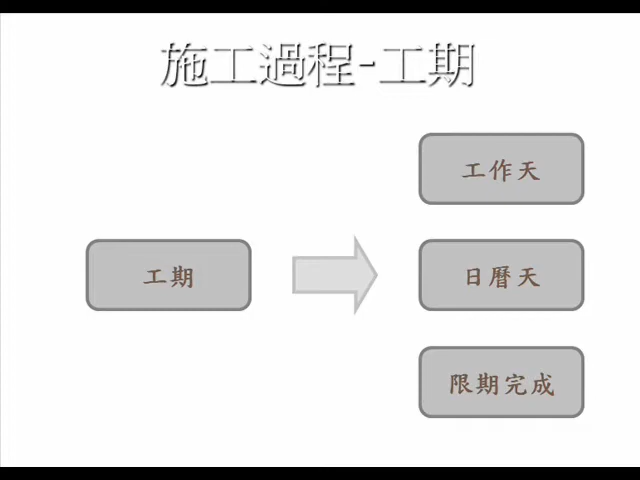 施工過程-工期
工作天
工期
日曆天
限期完成